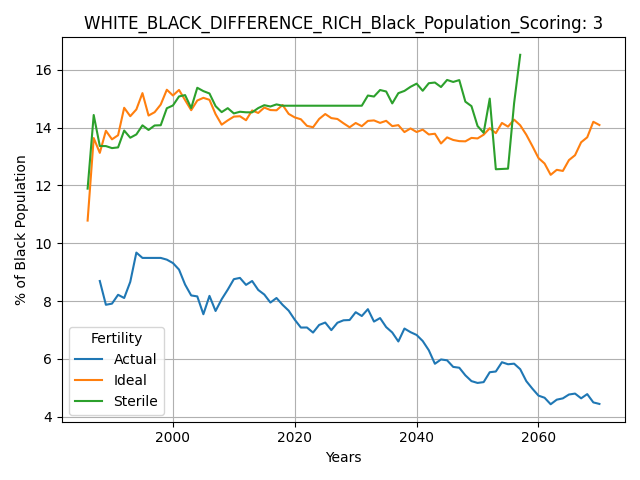 WHITE_BLACK_DIFFERENCE_RICH_Black_Population_Scoring: 3
% of Black Population
16
14
12
10
8
6
4
Fertility
Actual
Ideal
Sterile
2000
2020
2040
2060
Years